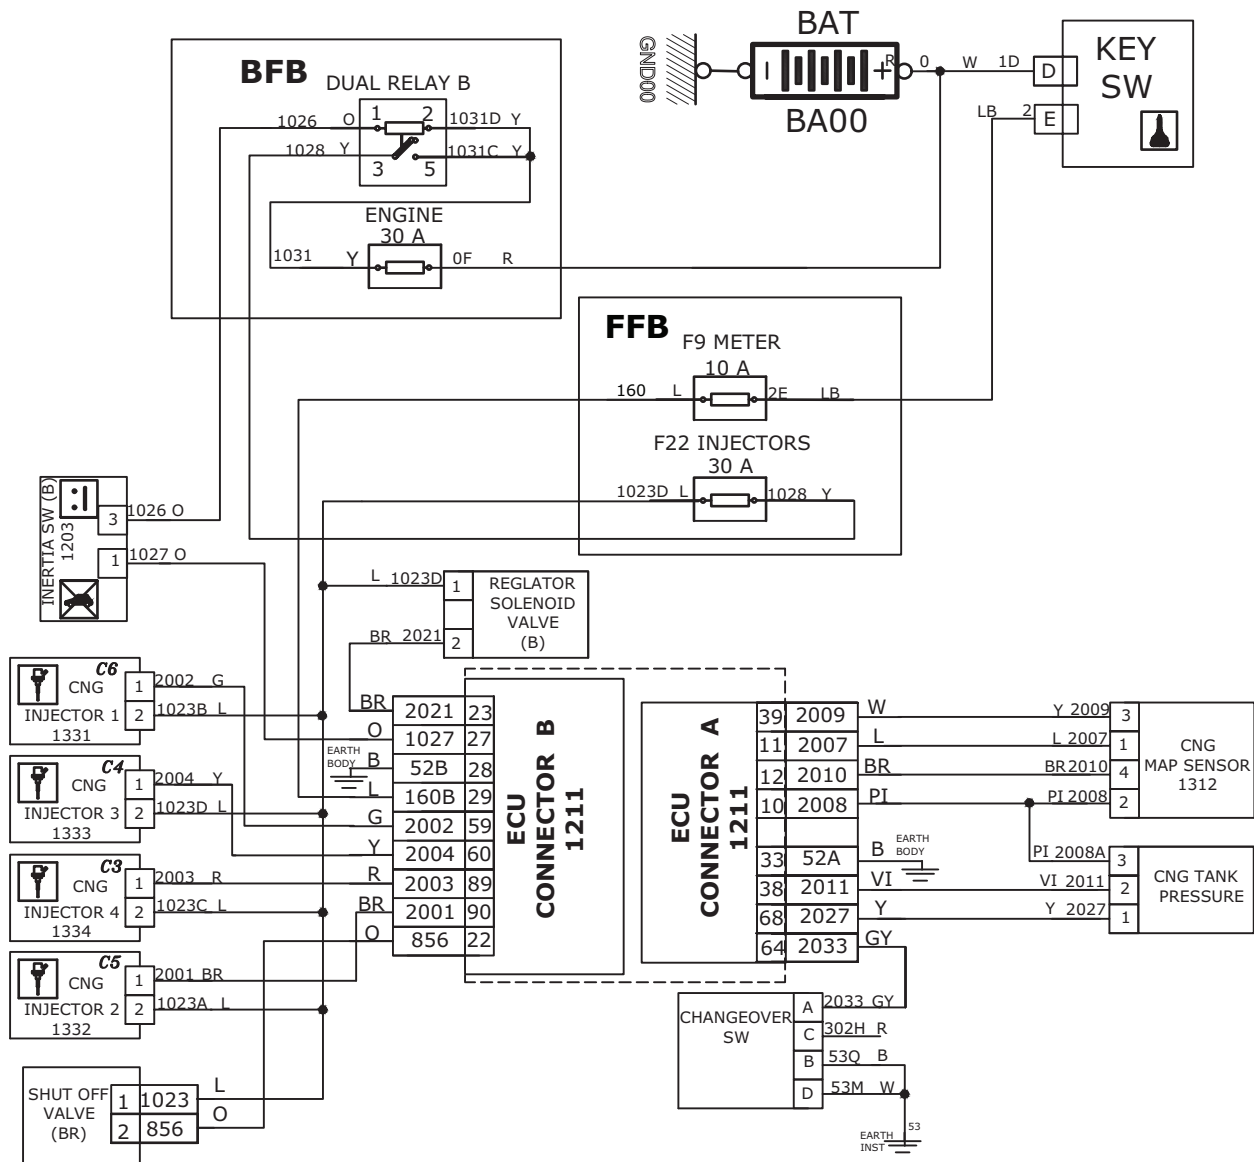 BFB
DUAL RELAY B
1026 O 1 2 1031D Y
1028 Y 1031C Y
3 5
ENGINE
30 A
1031 Y 0F R
GND00
BAT
- + R 0 W 1D
BA00
KEY
SW
D
LB 2 E
FFB
F9 METER
10 A
160 L 2E LB
F22 INJECTORS
30 A
1023D L 1028 Y
INERTIA SW (B)
1203
3 1026 O
1 1027 O
L 1023D 1
BR 2021 2
REGLATOR
SOLENOID
VALVE
(B)
C6
CNG
INJECTOR 1
1331
1 2002 G
2 1023B L
C4
CNG
INJECTOR 3
1333
1 2004 Y
2 1023D L
C3
CNG
INJECTOR 4
1334
1 2003 R
2 1023C L
C5
CNG
INJECTOR 2
1332
1 2001 BR
2 1023A L
SHUT OFF
VALVE
(BR)
1 1023 L
2 856 O
BR 2021 23
O 1027 27
EARTH
BODY
B 52B 28
L 160B 29
G 2002 59
Y 2004 60
R 2003 89
BR 2001 90
O 856 22
ECU
CONNECTOR B
1211
ECU
CONNECTOR A
1211
39 2009 W
11 2007 L
12 2010 BR
10 2008 PI
33 52A B
EARTH
BODY
38 2011 VI
68 2027 Y
64 2033 GY
Y 2009 3
L 2007 1
BR2010 4
PI 2008 2
CNG
MAP SENSOR
1312
PI 2008A 3
VI 2011 2
Y 2027 1
CNG TANK
PRESSURE
CHANGEOVER
SW
A 2033 GY
C 302H R
B 53Q B
D 53M W
EARTH
INST
53